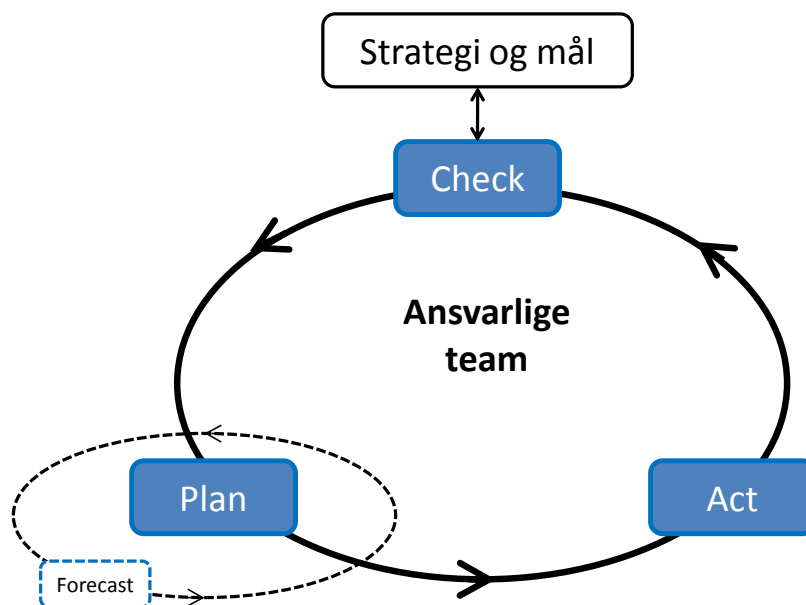 Strategi og mål
Check
Ansvarlige
team
Plan
Act
Forecast